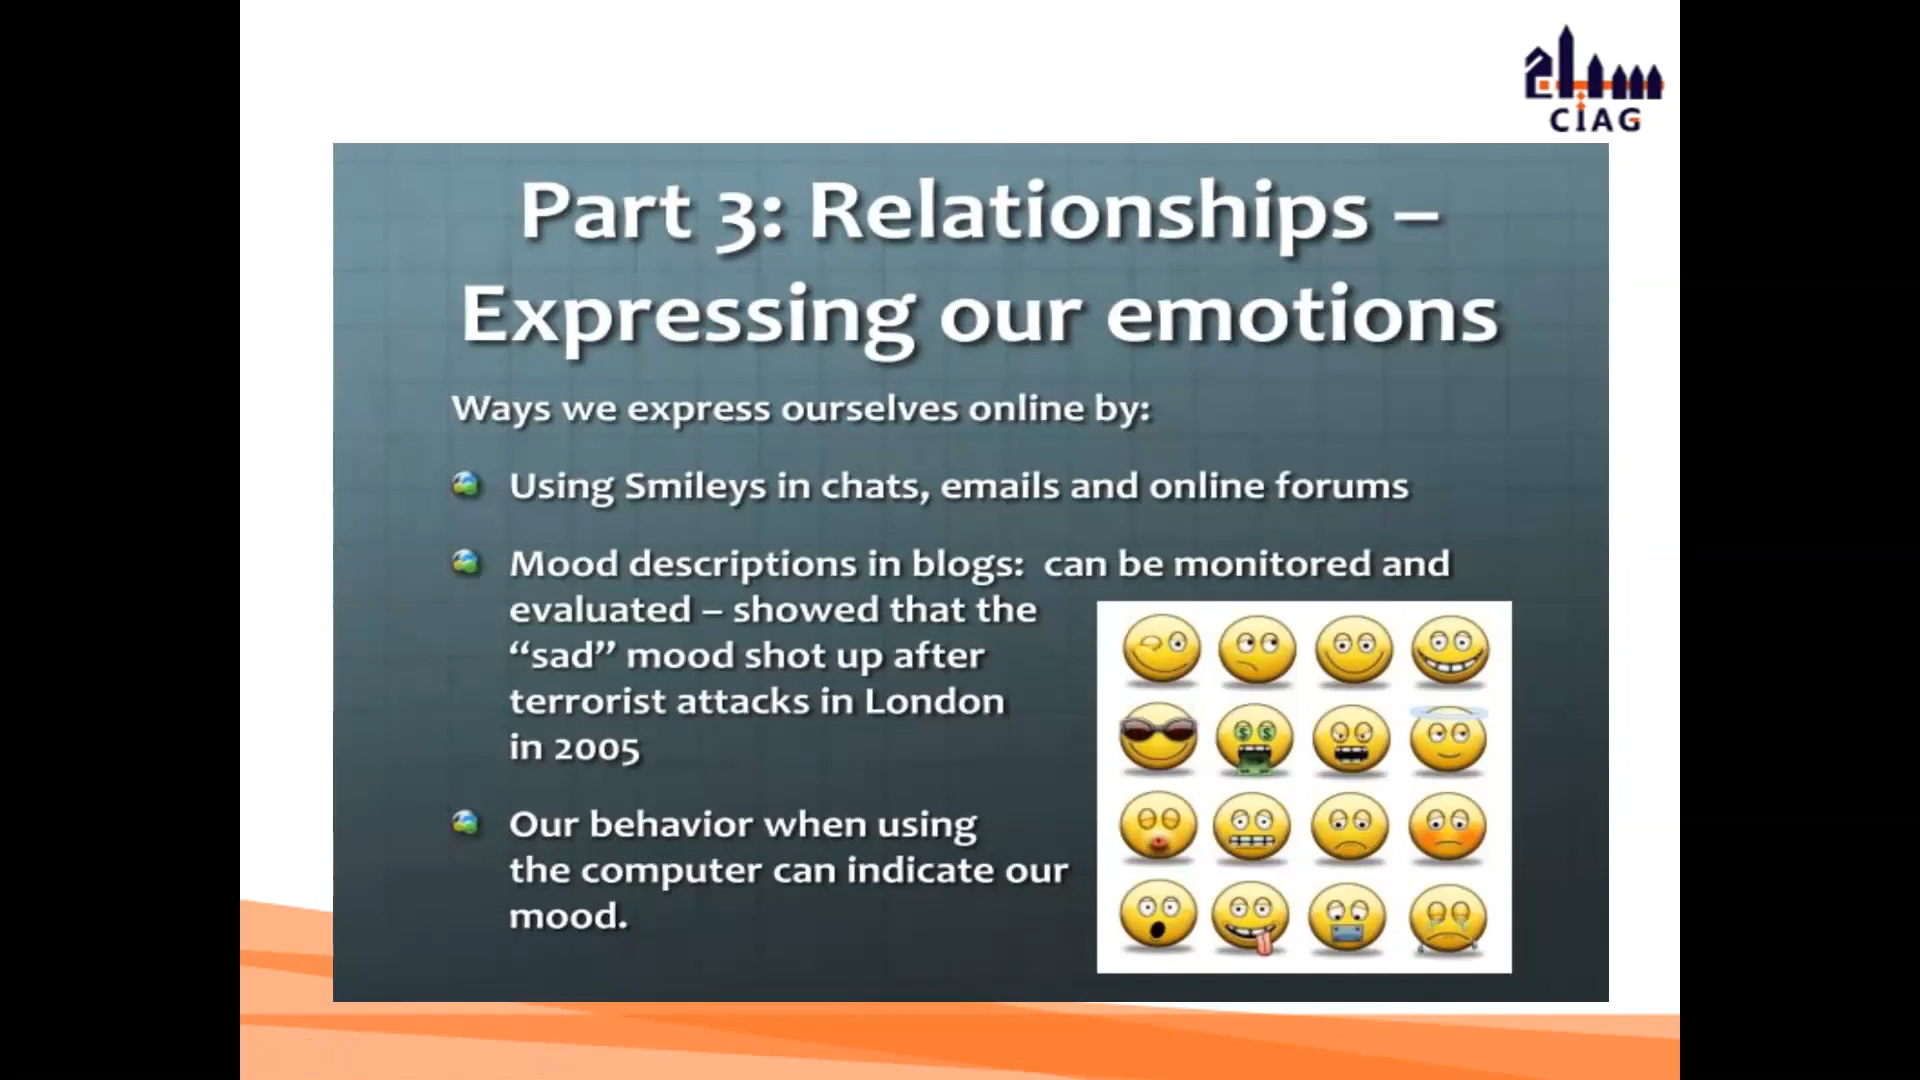 CIAG
Part 3: Relationships –
Expressing our emotions
Ways we express ourselves online by:
Using Smileys in chats, emails and online forums
Mood descriptions in blogs: can be monitored and
evaluated – showed that the
“sad” mood shot up after
terrorist attacks in London
in 2005
Our behavior when using
the computer can indicate our
mood.